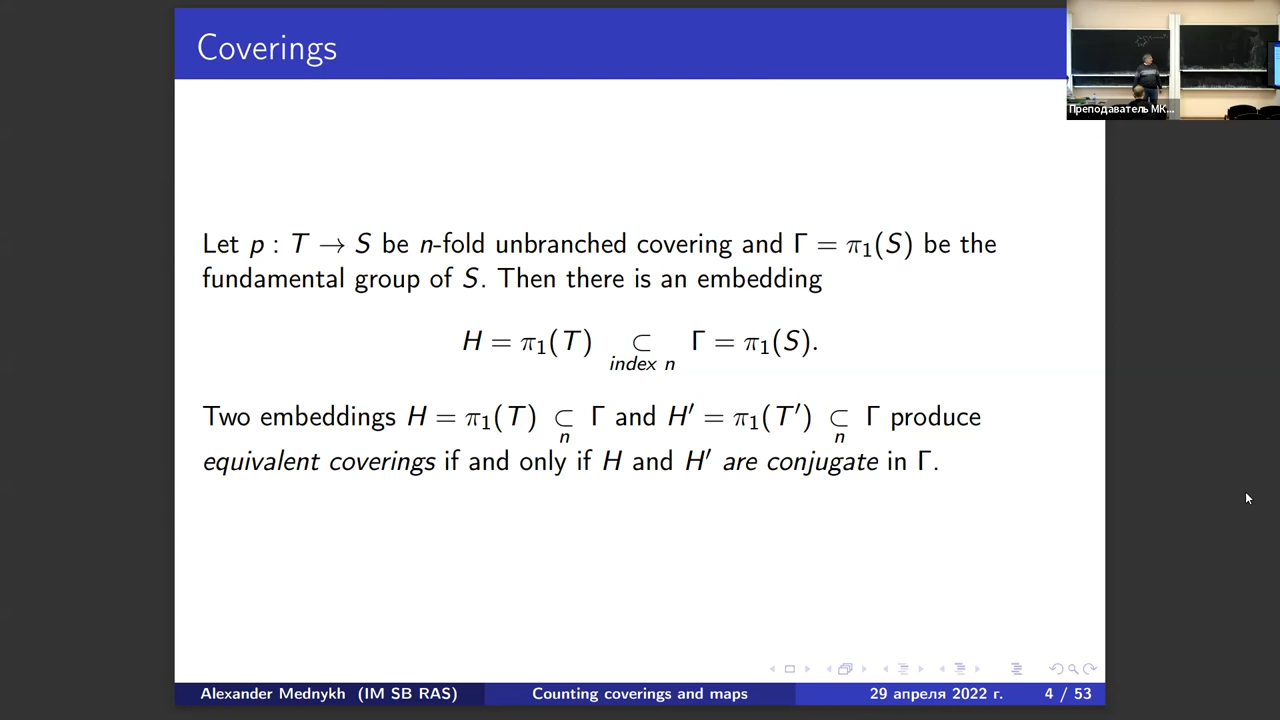 Coverings
Преподаватель МК...
Let p : T → S be n-fold unbranched covering and Γ = π₁(S) be the
fundamental group of S. Then there is an embedding
H = π₁(T) ⊂ Γ = π₁(S).
index n
Two embeddings H = π₁(T) ⊂ Γ and H′ = π₁(T′) ⊂ Γ produce
n n
equivalent coverings if and only if H and H′ are conjugate in Γ.
Alexander Mednykh (IM SB RAS) Counting coverings and maps 29 апреля 2022 г. 4 / 53